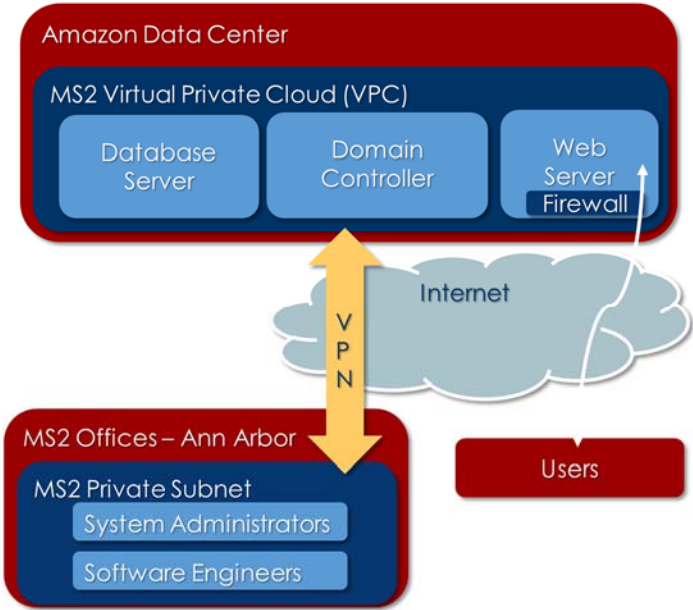 Amazon Data Center
MS2 Virtual Private Cloud (VPC)
Database
Server
Domain
Controller
Web
Server
Firewall
Internet
V
P
N
MS2 Offices – Ann Arbor
MS2 Private Subnet
System Administrators
Software Engineers
Users